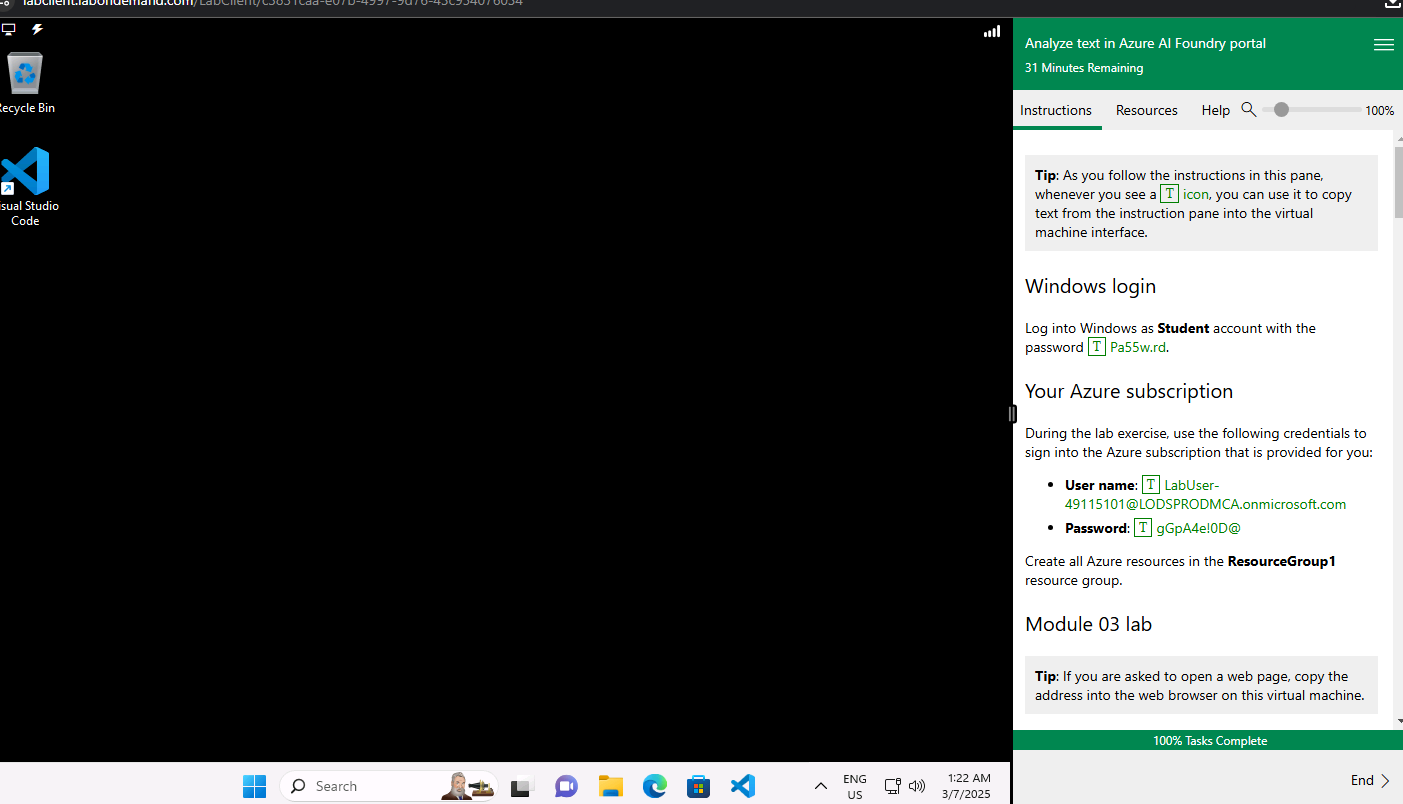 labclient.labondemand.com/LabClient/c3831caa-e07b-4997-9d76-43c934076034
Recycle Bin
Visual Studio
Code
Analyze text in Azure AI Foundry portal
31 Minutes Remaining
Instructions
Resources
Help
100%
Tip: As you follow the instructions in this pane,
whenever you see a T icon, you can use it to copy
text from the instruction pane into the virtual
machine interface.
Windows login
Log into Windows as Student account with the
password T Pa55w.rd.
Your Azure subscription
During the lab exercise, use the following credentials to
sign into the Azure subscription that is provided for you:
• User name: T LabUser-
49115101@LODSPRODMCA.onmicrosoft.com
• Password: T gGpA4e!0D@
Create all Azure resources in the ResourceGroup1
resource group.
Module 03 lab
Tip: If you are asked to open a web page, copy the
address into the web browser on this virtual machine.
100% Tasks Complete
End
Search
ENG
US
1:22 AM
3/7/2025